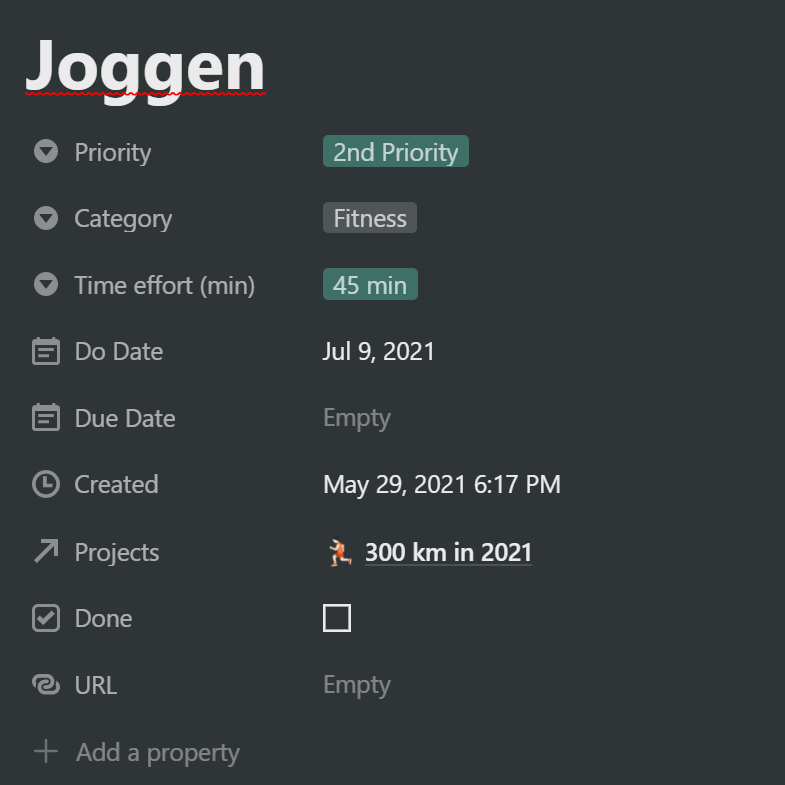 Joggen
Priority 2nd Priority
Category Fitness
Time effort (min) 45 min
Do Date Jul 9, 2021
Due Date Empty
Created May 29, 2021 6:17 PM
Projects 300 km in 2021
Done
URL Empty
Add a property